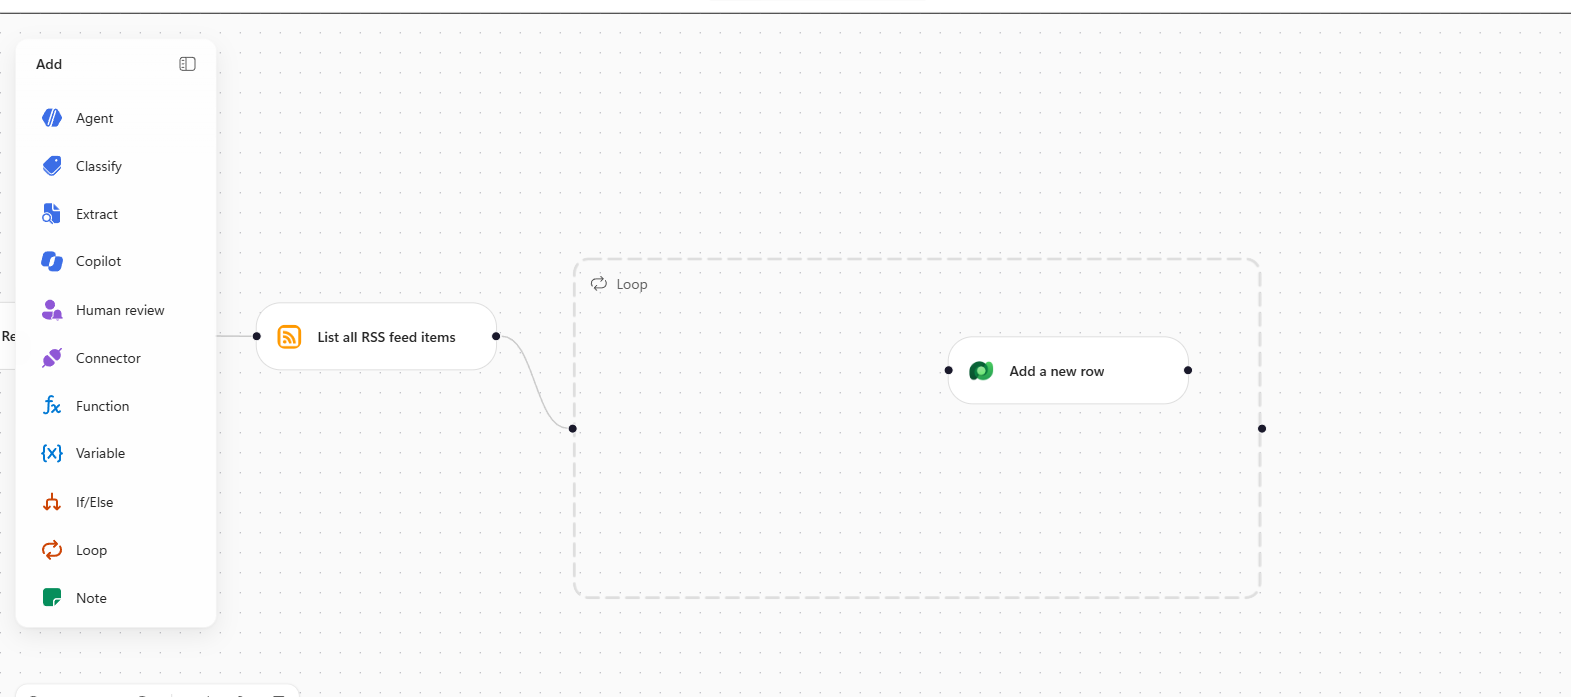 Add
Agent
Classify
Extract
Copilot
Human review
Connector
Function
Variable
If/Else
Loop
Note
Re
List all RSS feed items
Loop
Add a new row